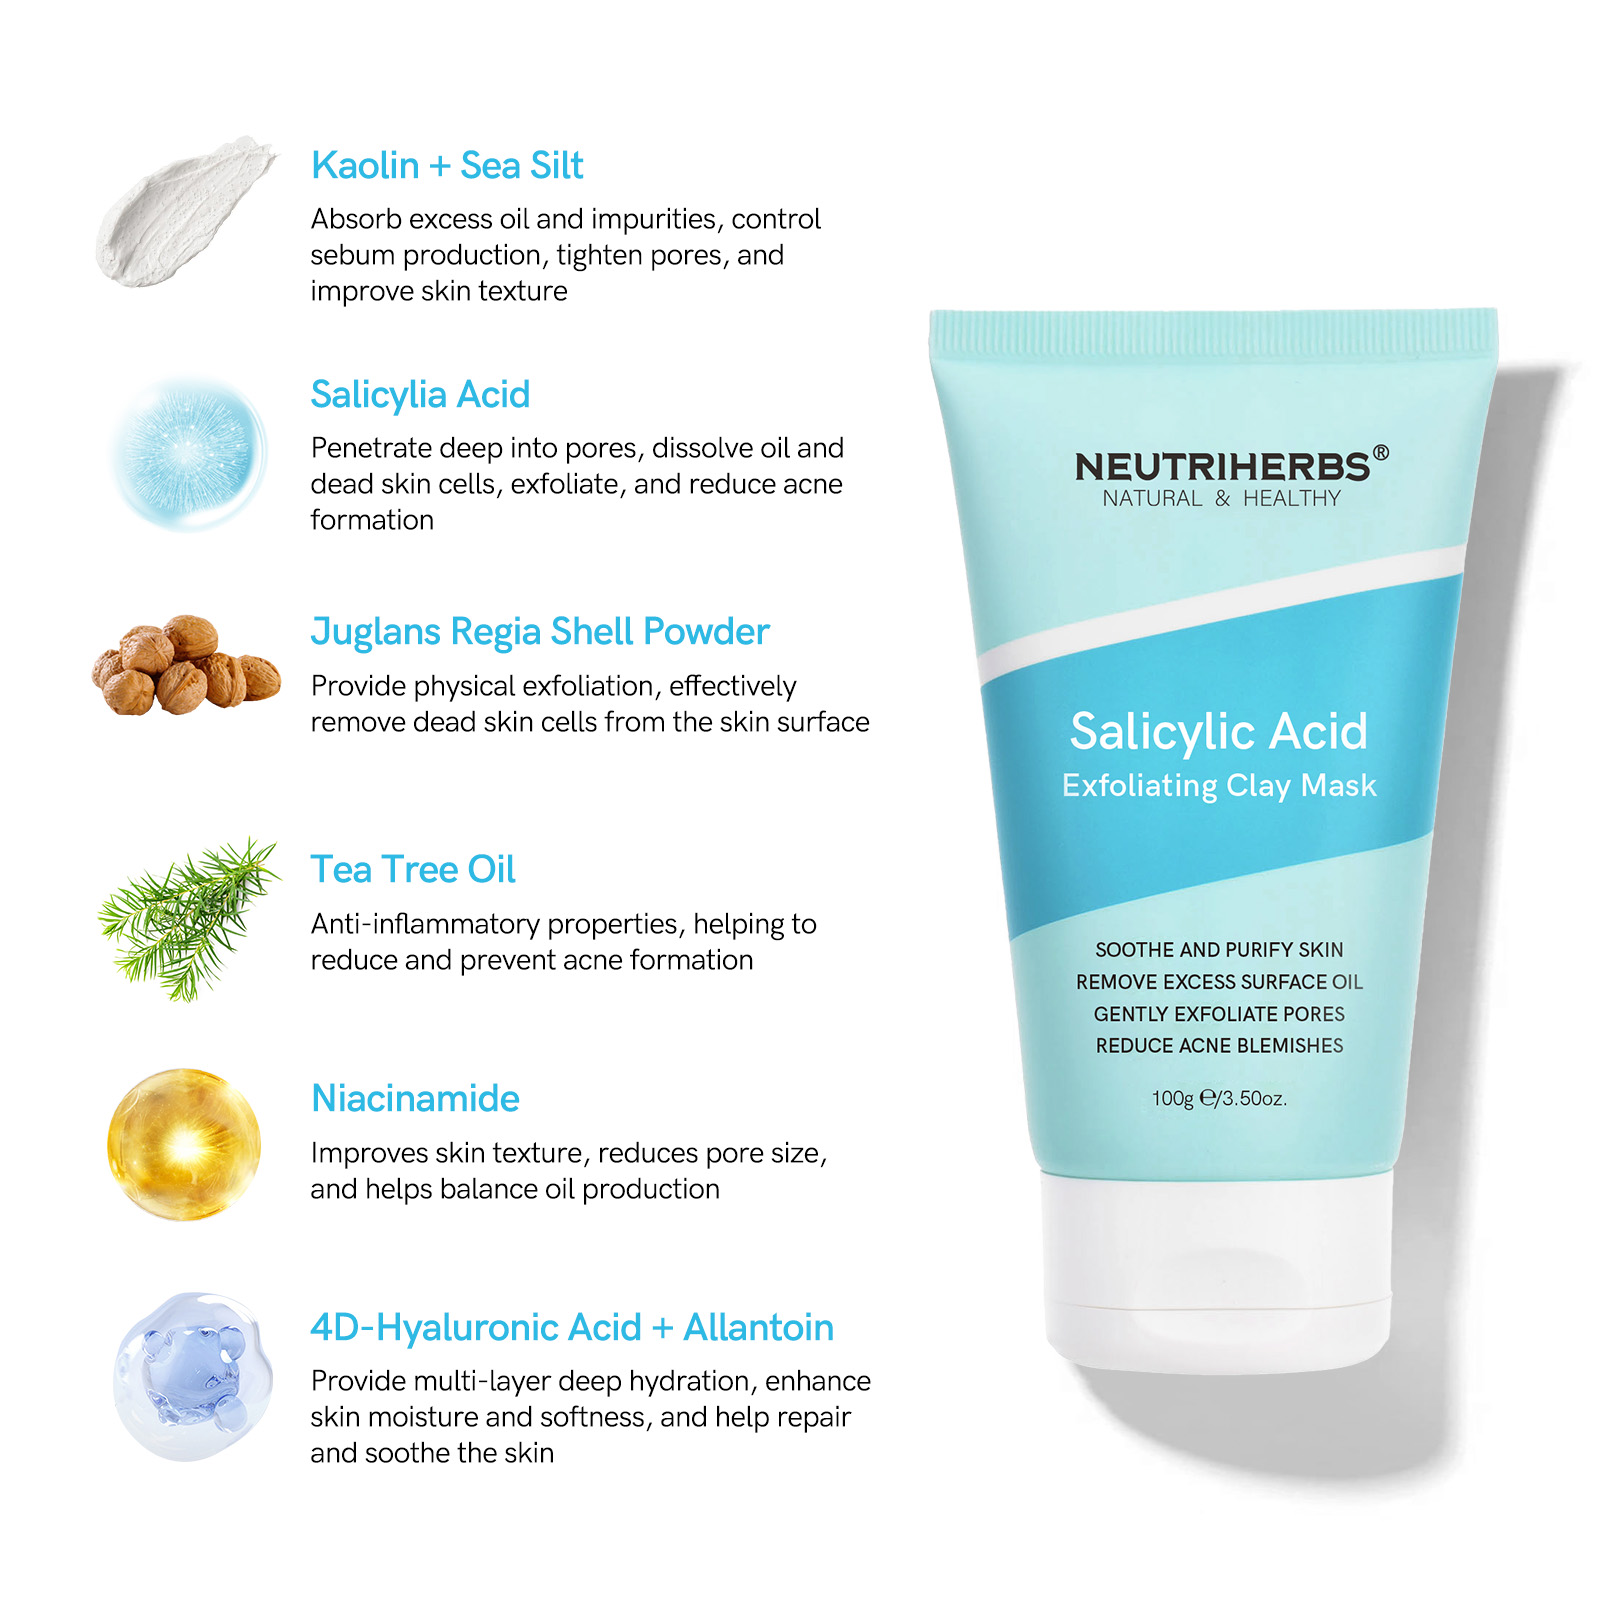 Kaolin + Sea Silt
Absorb excess oil and impurities, control
sebum production, tighten pores, and
improve skin texture
Salicylia Acid
Penetrate deep into pores, dissolve oil and
dead skin cells, exfoliate, and reduce acne
formation
Juglans Regia Shell Powder
Provide physical exfoliation, effectively
remove dead skin cells from the skin surface
Tea Tree Oil
Anti-inflammatory properties, helping to
reduce and prevent acne formation
Niacinamide
Improves skin texture, reduces pore size,
and helps balance oil production
4D-Hyaluronic Acid + Allantoin
Provide multi-layer deep hydration, enhance
skin moisture and softness, and help repair
and soothe the skin
NEUTRIHERBS®
NATURAL & HEALTHY
Salicylic Acid
Exfoliating Clay Mask
SOOTHE AND PURIFY SKIN
REMOVE EXCESS SURFACE OIL
GENTLY EXFOLIATE PORES
REDUCE ACNE BLEMISHES
100g ℮/3.50oz.